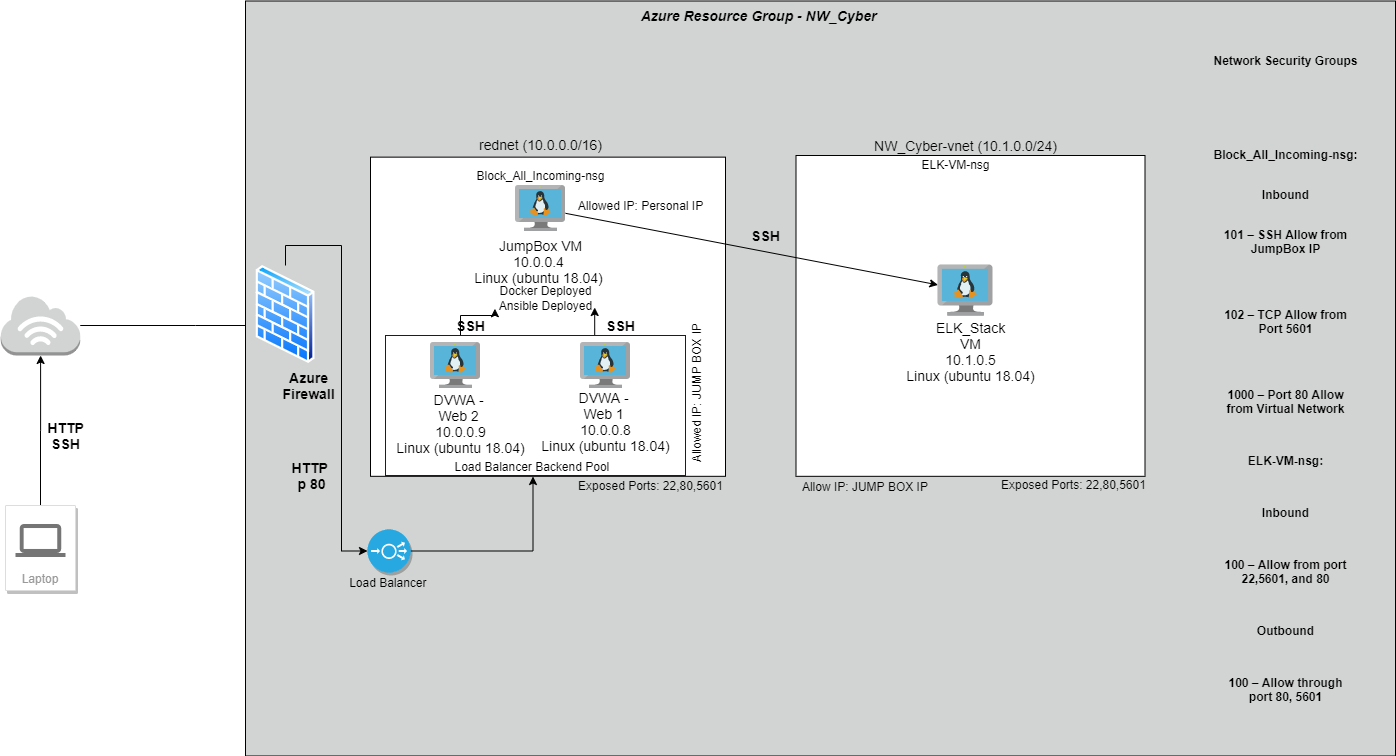 Azure Resource Group - NW_Cyber
Network Security Groups
rednet (10.0.0.0/16)
Block_All_Incoming-nsg
Allowed IP: Personal IP
JumpBox VM
10.0.0.4
Linux (ubuntu 18.04)
Docker Deployed
Ansible Deployed
SSH
SSH
DVWA -
Web 2
10.0.0.9
Linux (ubuntu 18.04)
DVWA -
Web 1
10.0.0.8
Linux (ubuntu 18.04)
Load Balancer Backend Pool
Allowed IP: JUMP BOX IP
Exposed Ports: 22,80,5601
SSH
NW_Cyber-vnet (10.1.0.0/24)
ELK-VM-nsg
ELK_Stack
VM
10.1.0.5
Linux (ubuntu 18.04)
Allow IP: JUMP BOX IP
Exposed Ports: 22,80,5601
Azure
Firewall
HTTP
p 80
Load Balancer
HTTP
SSH
Laptop
Block_All_Incoming-nsg:
Inbound
101 – SSH Allow from
JumpBox IP
102 – TCP Allow from
Port 5601
1000 – Port 80 Allow
from Virtual Network
ELK-VM-nsg:
Inbound
100 – Allow from port
22,5601, and 80
Outbound
100 – Allow through
port 80, 5601